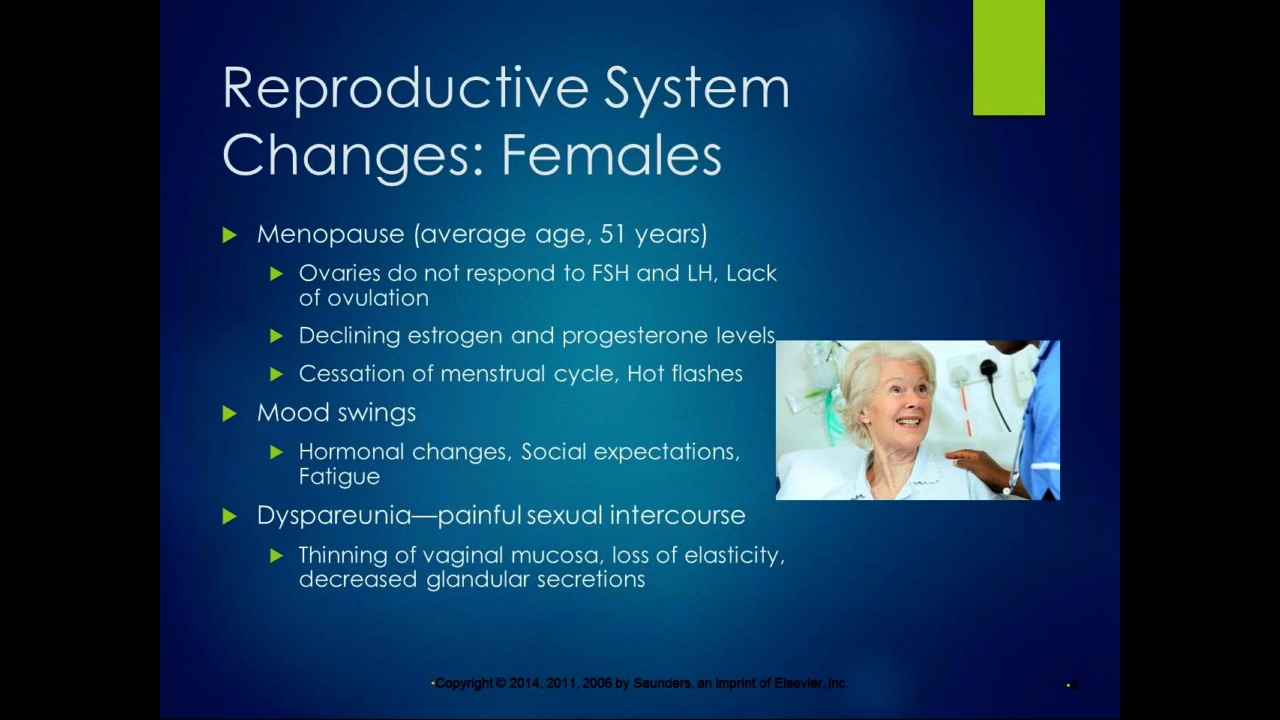 Reproductive System
Changes: Females
Menopause (average age, 51 years)
Ovaries do not respond to FSH and LH, Lack
of ovulation
Declining estrogen and progesterone levels
Cessation of menstrual cycle, Hot flashes
Mood swings
Hormonal changes, Social expectations,
Fatigue
Dyspareunia—painful sexual intercourse
Thinning of vaginal mucosa, loss of elasticity,
decreased glandular secretions
•Copyright © 2014, 2011, 2006 by Saunders, an imprint of Elsevier, Inc.